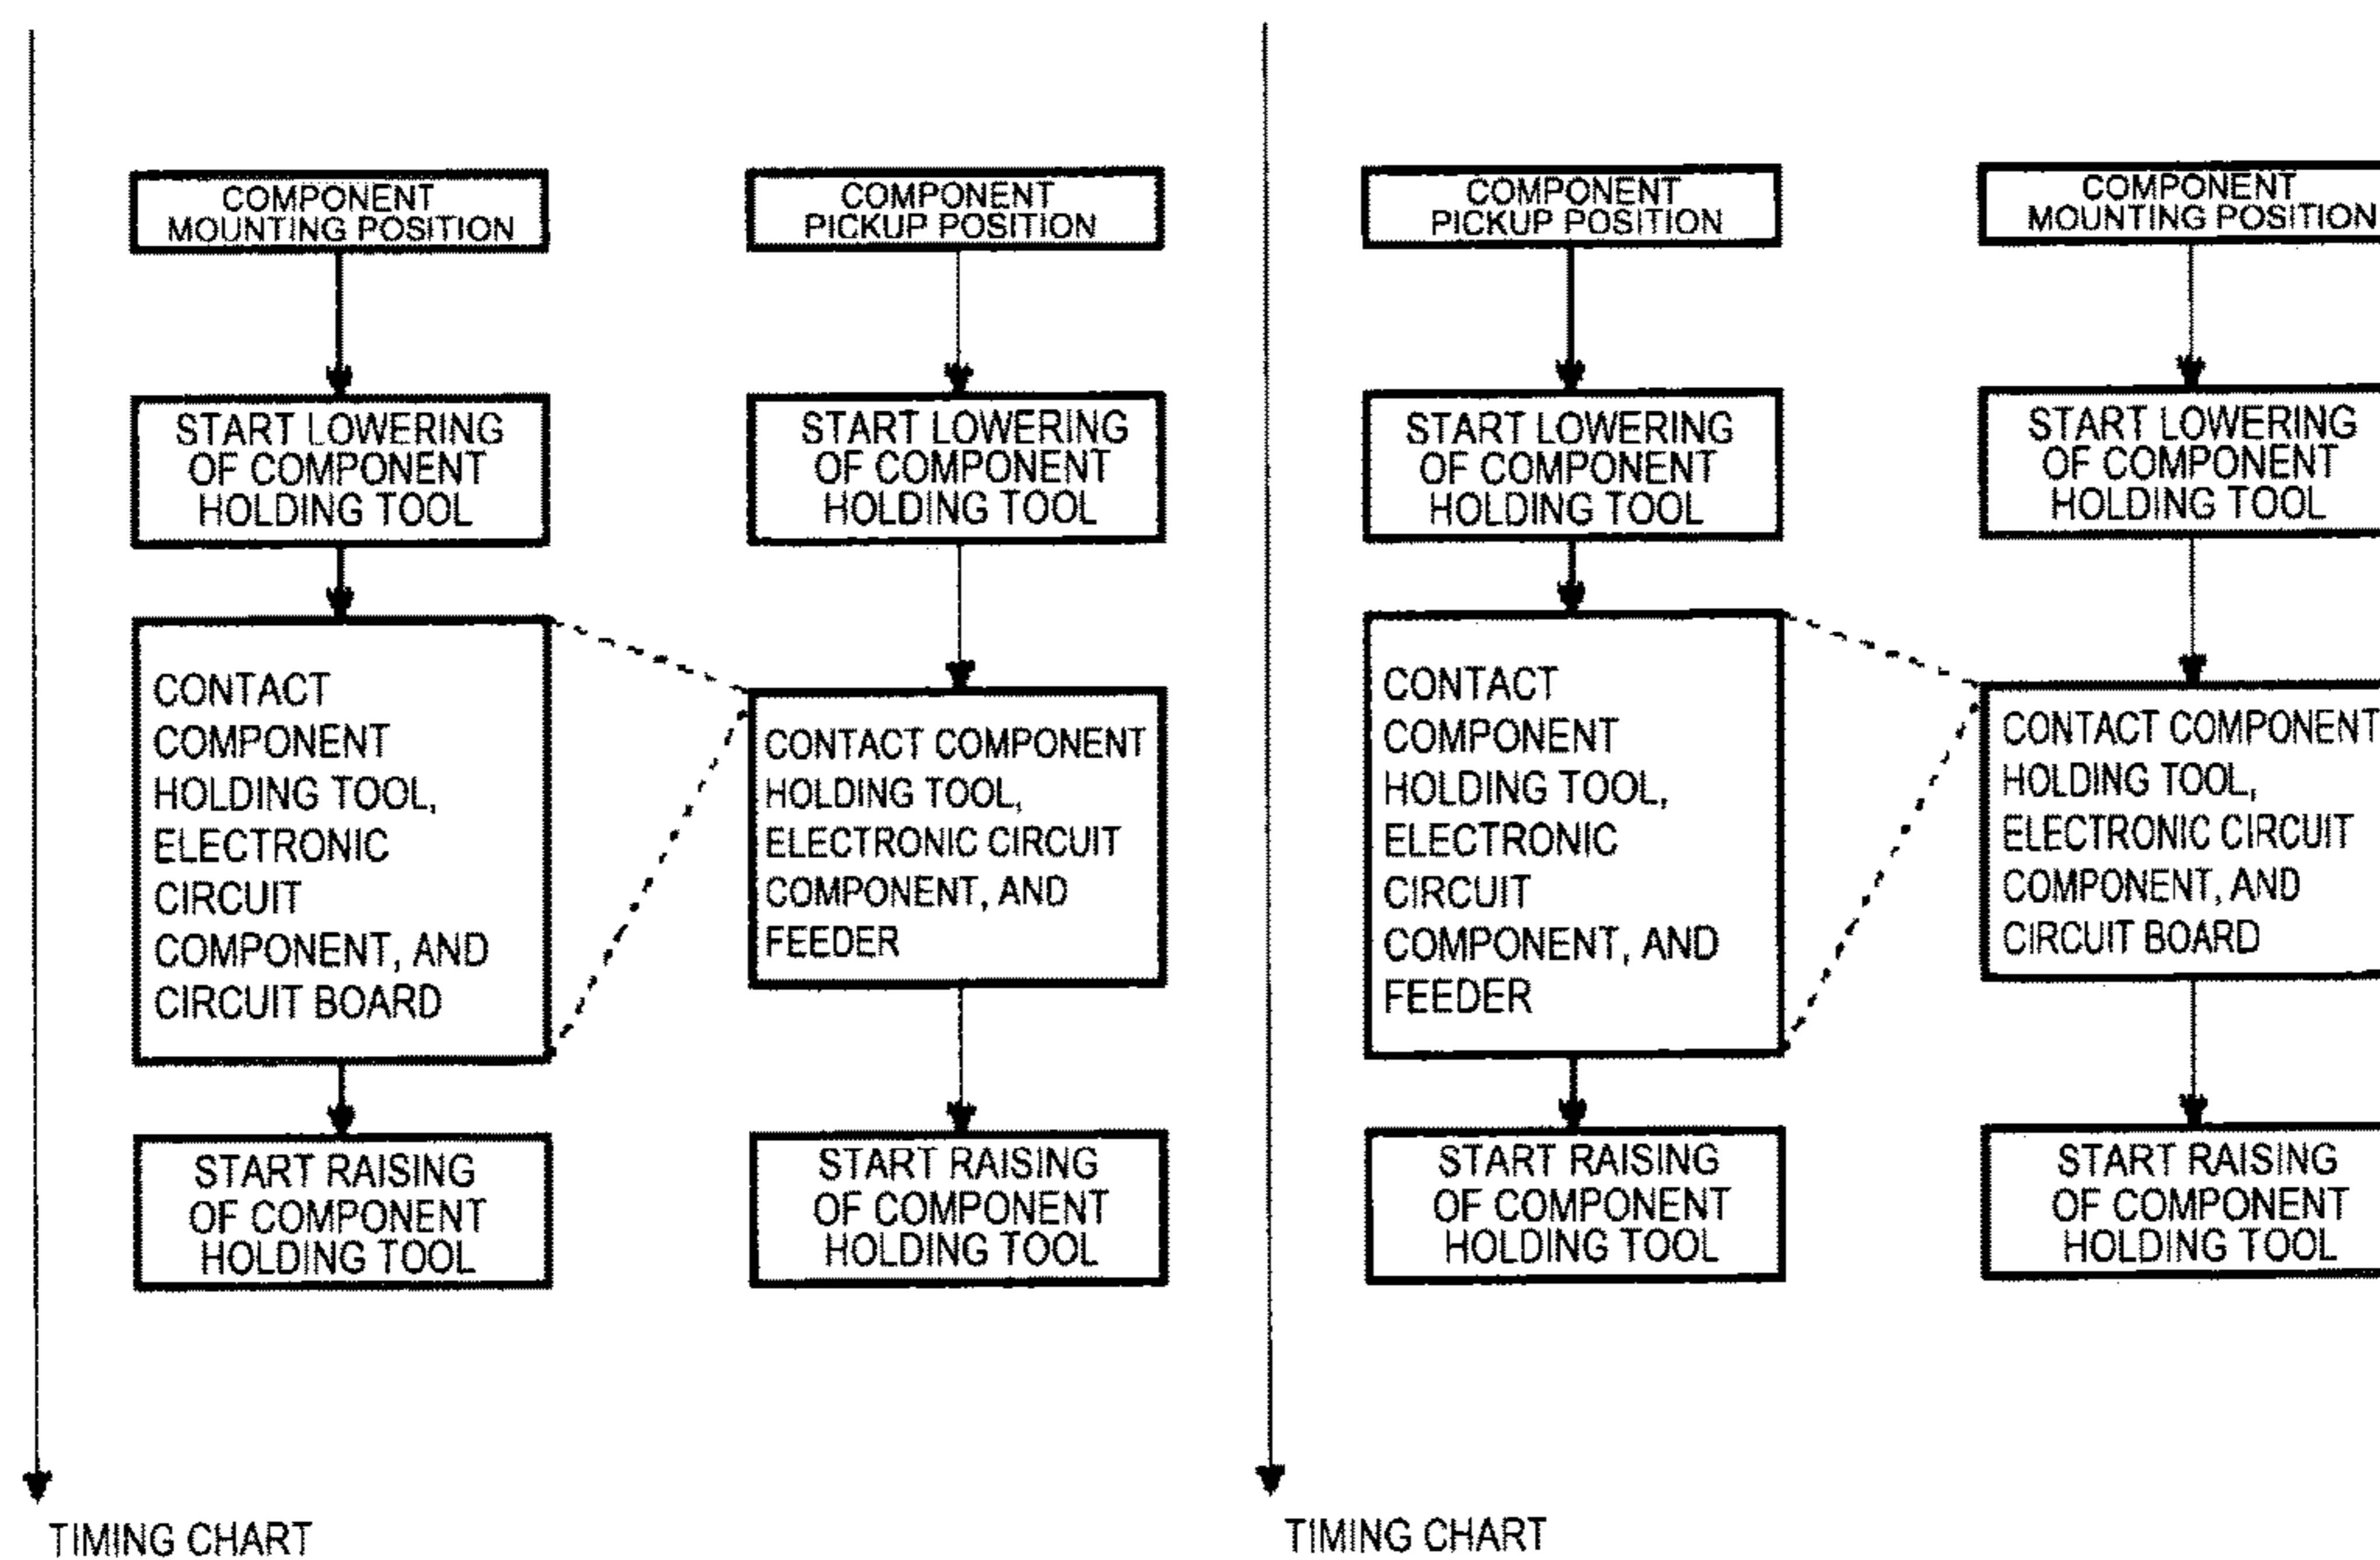 COMPONENT
MOUNTING POSITION
START LOWERING
OF COMPONENT
HOLDING TOOL
CONTACT
COMPONENT
HOLDING TOOL,
ELECTRONIC
CIRCUIT
COMPONENT, AND
CIRCUIT BOARD
START RAISING
OF COMPONENT
HOLDING TOOL
COMPONENT
PICKUP POSITION
START LOWERING
OF COMPONENT
HOLDING TOOL
CONTACT COMPONENT
HOLDING TOOL,
ELECTRONIC CIRCUIT
COMPONENT, AND
FEEDER
START RAISING
OF COMPONENT
HOLDING TOOL
TIMING CHART
COMPONENT
PICKUP POSITION
START LOWERING
OF COMPONENT
HOLDING TOOL
CONTACT
COMPONENT
HOLDING TOOL,
ELECTRONIC
CIRCUIT
COMPONENT, AND
FEEDER
START RAISING
OF COMPONENT
HOLDING TOOL
COMPONENT
MOUNTING POSITION
START LOWERING
OF COMPONENT
HOLDING TOOL
CONTACT COMPONENT
HOLDING TOOL,
ELECTRONIC CIRCUIT
COMPONENT, AND
CIRCUIT BOARD
START RAISING
OF COMPONENT
HOLDING TOOL
TIMING CHART